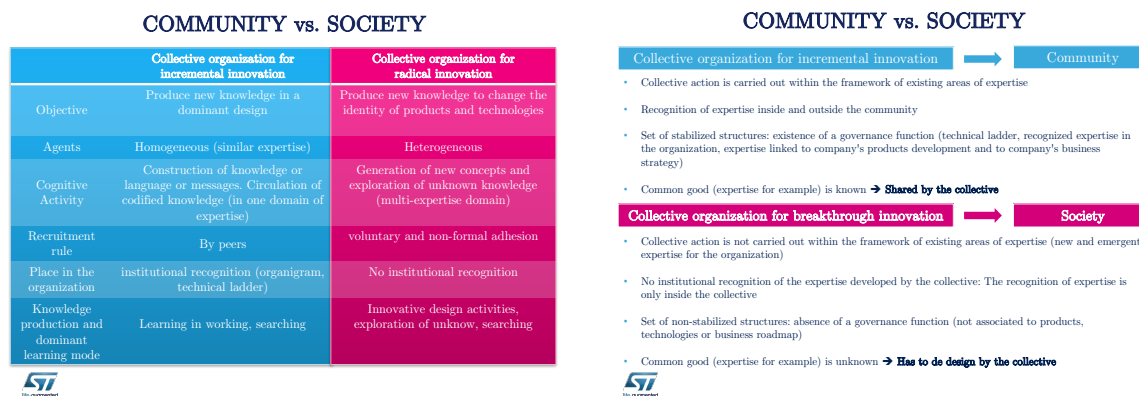 COMMUNITY vs. SOCIETY
Collective organization for
incremental innovation
Collective organization for
radical innovation
Objective
Produce new knowledge in a
dominant design
Produce new knowledge to change the
identity of products and technologies
Agents
Homogeneous (similar expertise)
Heterogeneous
Cognitive
Activity
Construction of knowledge or
language or messages. Circulation of
codified knowledge (in one domain of
expertise)
Generation of new concepts and
exploration of unknown knowledge
(multi-expertise domain)
Recruitment
rule
By peers
voluntary and non-formal adhesion
Place in the
organization
institutional recognition (organigram,
technical ladder)
No institutional recognition
Knowledge
production and
dominant
learning mode
Learning in working, searching
Innovative design activities,
exploration of unknow, searching
ST
life.augmented
COMMUNITY vs. SOCIETY
Collective organization for incremental innovation
Community
• Collective action is carried out within the framework of existing areas of expertise
• Recognition of expertise inside and outside the community
• Set of stabilized structures: existence of a governance function (technical ladder, recognized expertise in
the organization, expertise linked to company's products development and to company's business
strategy)
• Common good (expertise for example) is known ➔ Shared by the collective
Collective organization for breakthrough innovation
Society
• Collective action is not carried out within the framework of existing areas of expertise (new and emergent
expertise for the organization)
• No institutional recognition of the expertise developed by the collective: The recognition of expertise is
only inside the collective
• Set of non-stabilized structures: absence of a governance function (not associated to products,
technologies or business roadmap)
• Common good (expertise for example) is unknown ➔ Has to de design by the collective
ST
life.augmented